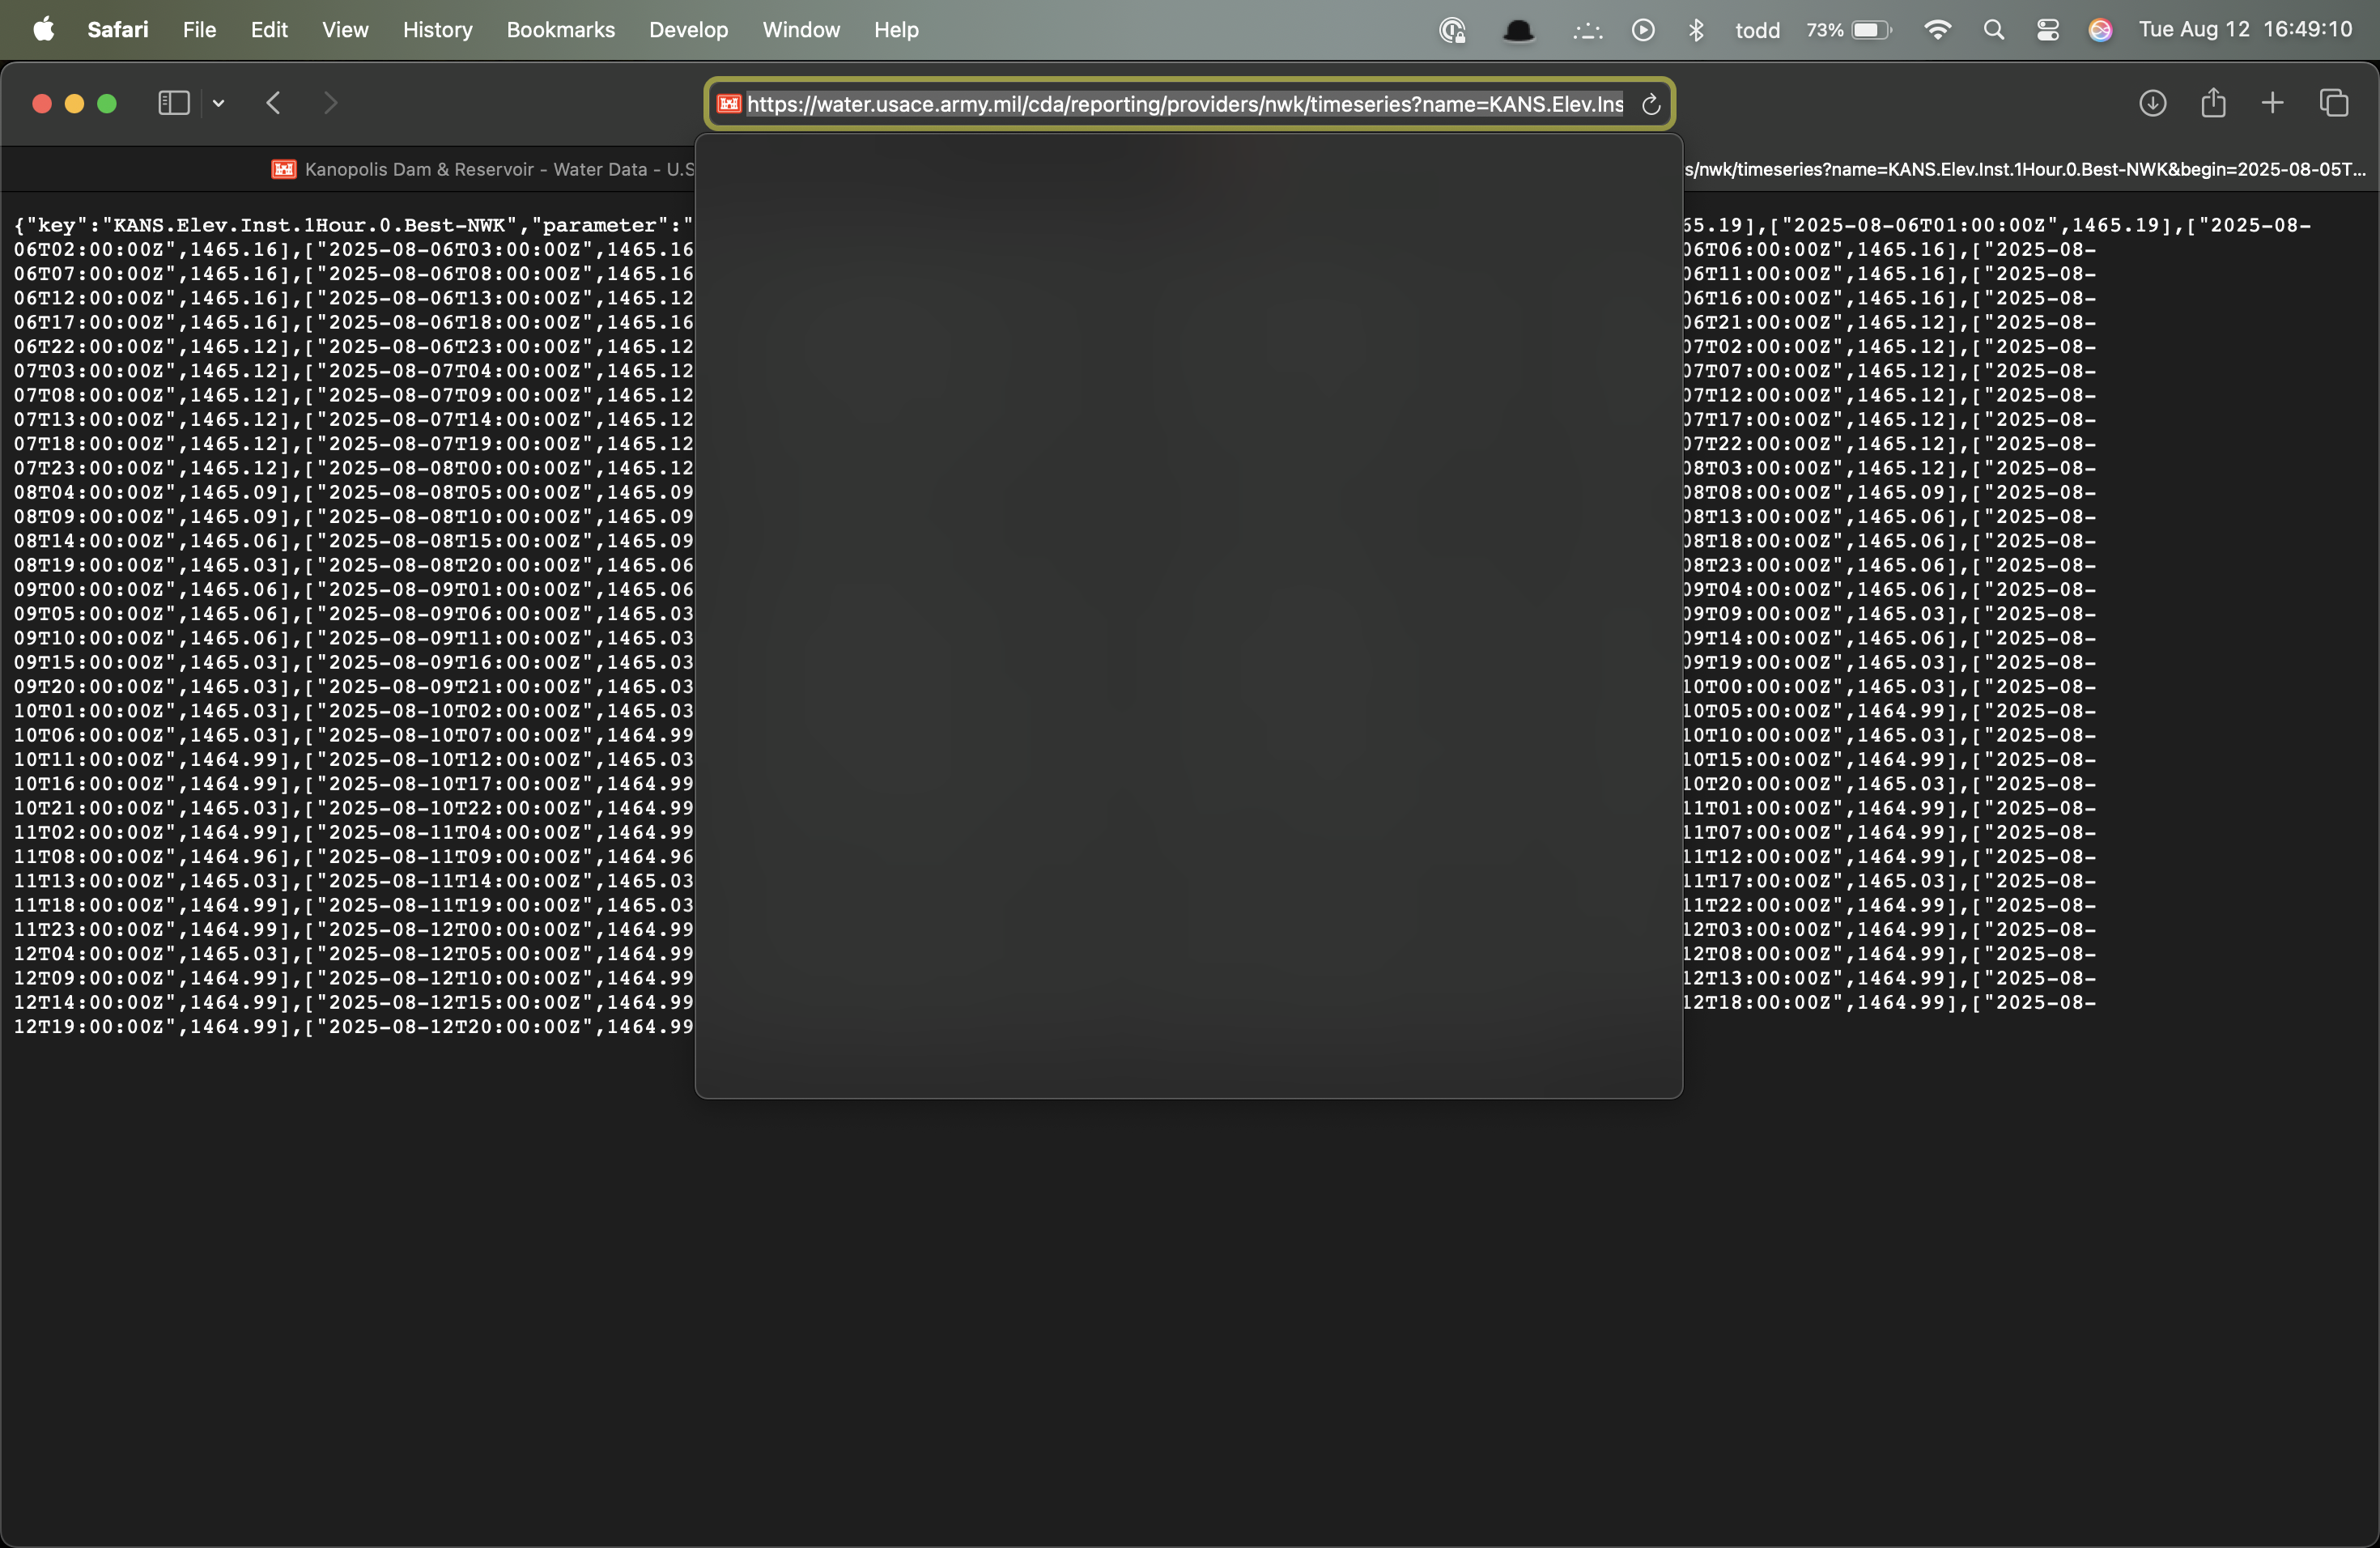 Safari File Edit View History Bookmarks Develop Window Help todd 73% Tue Aug 12 16:49:10
https://water.usace.army.mil/cda/reporting/providers/nwk/timeseries?name=KANS.Elev.Ins
Kanopolis Dam & Reservoir - Water Data - U.S s/nwk/timeseries?name=KANS.Elev.Inst.1Hour.0.Best-NWK&begin=2025-08-05T...
{"key":"KANS.Elev.Inst.1Hour.0.Best-NWK","parameter":" 65.19],["2025-08-06T01:00:00Z",1465.19],["2025-08-
06T02:00:00Z",1465.16],["2025-08-06T03:00:00Z",1465.16 06T06:00:00Z",1465.16],["2025-08-
06T07:00:00Z",1465.16],["2025-08-06T08:00:00Z",1465.16 06T11:00:00Z",1465.16],["2025-08-
06T12:00:00Z",1465.16],["2025-08-06T13:00:00Z",1465.12 06T16:00:00Z",1465.16],["2025-08-
06T17:00:00Z",1465.16],["2025-08-06T18:00:00Z",1465.16 06T21:00:00Z",1465.12],["2025-08-
06T22:00:00Z",1465.12],["2025-08-06T23:00:00Z",1465.12 07T02:00:00Z",1465.12],["2025-08-
07T03:00:00Z",1465.12],["2025-08-07T04:00:00Z",1465.12 07T07:00:00Z",1465.12],["2025-08-
07T08:00:00Z",1465.12],["2025-08-07T09:00:00Z",1465.12 07T12:00:00Z",1465.12],["2025-08-
07T13:00:00Z",1465.12],["2025-08-07T14:00:00Z",1465.12 07T17:00:00Z",1465.12],["2025-08-
07T18:00:00Z",1465.12],["2025-08-07T19:00:00Z",1465.12 07T22:00:00Z",1465.12],["2025-08-
07T23:00:00Z",1465.12],["2025-08-08T00:00:00Z",1465.12 08T03:00:00Z",1465.12],["2025-08-
08T04:00:00Z",1465.09],["2025-08-08T05:00:00Z",1465.09 08T08:00:00Z",1465.09],["2025-08-
08T09:00:00Z",1465.09],["2025-08-08T10:00:00Z",1465.09 08T13:00:00Z",1465.06],["2025-08-
08T14:00:00Z",1465.06],["2025-08-08T15:00:00Z",1465.09 08T18:00:00Z",1465.06],["2025-08-
08T19:00:00Z",1465.03],["2025-08-08T20:00:00Z",1465.06 08T23:00:00Z",1465.06],["2025-08-
09T00:00:00Z",1465.06],["2025-08-09T01:00:00Z",1465.06 09T04:00:00Z",1465.06],["2025-08-
09T05:00:00Z",1465.06],["2025-08-09T06:00:00Z",1465.03 09T09:00:00Z",1465.03],["2025-08-
09T10:00:00Z",1465.06],["2025-08-09T11:00:00Z",1465.03 09T14:00:00Z",1465.06],["2025-08-
09T15:00:00Z",1465.03],["2025-08-09T16:00:00Z",1465.03 09T19:00:00Z",1465.03],["2025-08-
09T20:00:00Z",1465.03],["2025-08-09T21:00:00Z",1465.03 10T00:00:00Z",1465.03],["2025-08-
10T01:00:00Z",1465.03],["2025-08-10T02:00:00Z",1465.03 10T05:00:00Z",1464.99],["2025-08-
10T06:00:00Z",1465.03],["2025-08-10T07:00:00Z",1464.99 10T10:00:00Z",1465.03],["2025-08-
10T11:00:00Z",1464.99],["2025-08-10T12:00:00Z",1465.03 10T15:00:00Z",1464.99],["2025-08-
10T16:00:00Z",1464.99],["2025-08-10T17:00:00Z",1464.99 10T20:00:00Z",1465.03],["2025-08-
10T21:00:00Z",1465.03],["2025-08-10T22:00:00Z",1464.99 11T01:00:00Z",1464.99],["2025-08-
11T02:00:00Z",1464.99],["2025-08-11T04:00:00Z",1464.99 11T07:00:00Z",1464.99],["2025-08-
11T08:00:00Z",1464.96],["2025-08-11T09:00:00Z",1464.96 11T12:00:00Z",1464.99],["2025-08-
11T13:00:00Z",1465.03],["2025-08-11T14:00:00Z",1465.03 11T17:00:00Z",1465.03],["2025-08-
11T18:00:00Z",1464.99],["2025-08-11T19:00:00Z",1465.03 11T22:00:00Z",1464.99],["2025-08-
11T23:00:00Z",1464.99],["2025-08-12T00:00:00Z",1464.99 12T03:00:00Z",1464.99],["2025-08-
12T04:00:00Z",1465.03],["2025-08-12T05:00:00Z",1464.99 12T08:00:00Z",1464.99],["2025-08-
12T09:00:00Z",1464.99],["2025-08-12T10:00:00Z",1464.99 12T13:00:00Z",1464.99],["2025-08-
12T14:00:00Z",1464.99],["2025-08-12T15:00:00Z",1464.99 12T18:00:00Z",1464.99],["2025-08-
12T19:00:00Z",1464.99],["2025-08-12T20:00:00Z",1464.99